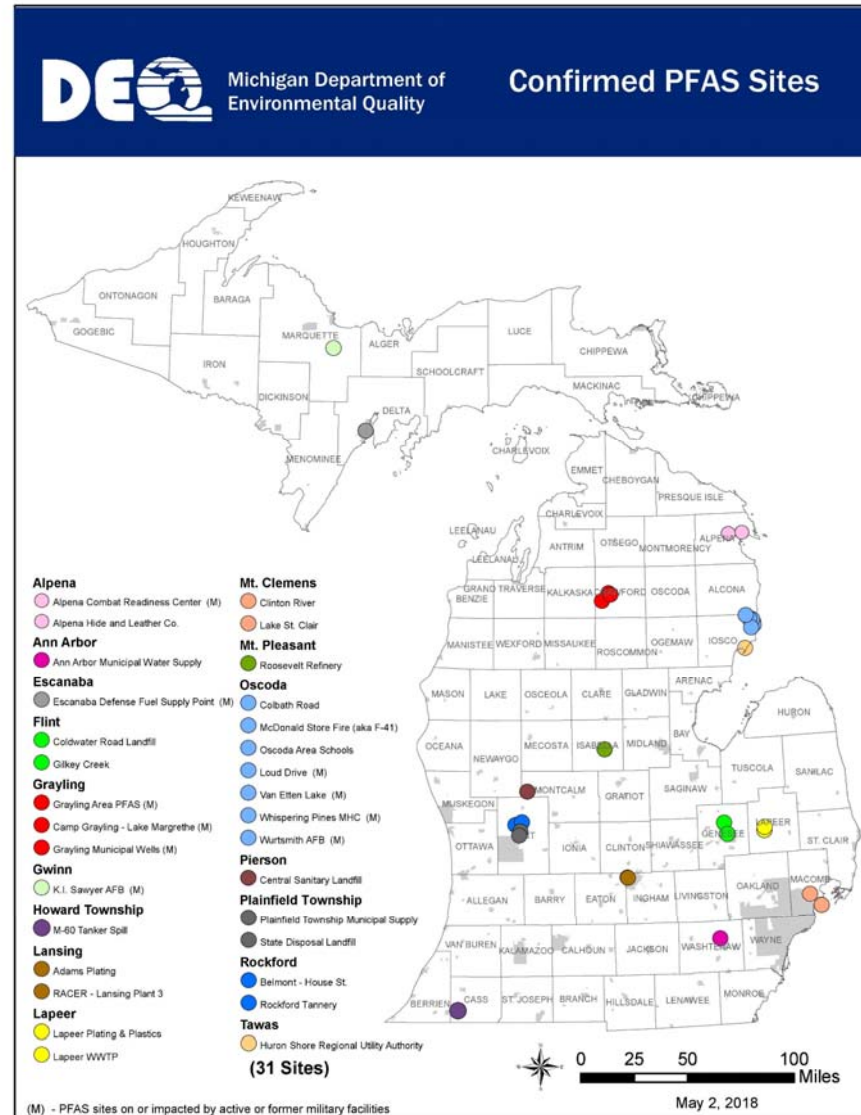 DEQ
Michigan Department of
Environmental Quality
Confirmed PFAS Sites
KEWEENAW
HOUGHTON
ONTONAGON
BARAGA
GOGEBIC
MARQUETTE
ALGER
LUCE
CHIPPEWA
IRON
SCHOOLCRAFT
MACKINAC
CHIPPEWA
DICKINSON
DELTA
MENOMINEE
CHARLEVOIX
EMMET
CHEBOYGAN
PRESQUE ISLE
CHARLEVOIX
LEELANAU
ANTRIM
OTSEGO
MONTMORENCY
ALPENA
LEELANAU
GRAND TRAVERSE
BENZIE
KALKASKA
OSCODA
ALCONA
MANISTEE
WEXFORD
MISSAUKEE
ROSCOMMON
OGEMAW
IOSCO
ARENAC
MASON
LAKE
OSCEOLA
CLARE
GLADWIN
HURON
BAY
OCEANA
NEWAYGO
MECOSTA
ISABELLA
MIDLAND
TUSCOLA
SANILAC
MONTCALM
GRATIOT
SAGINAW
MUSKEGON
GENESEE
LAPEER
ST. CLAIR
OTTAWA
IONIA
CLINTON
SHIAWASSEE
MACOMB
OAKLAND
ALLEGAN
BARRY
EATON
INGHAM
LIVINGSTON
VAN BUREN
KALAMAZOO
CALHOUN
JACKSON
WASHTENAW
WAYNE
BERRIEN
CASS
ST. JOSEPH
BRANCH
HILLSDALE
LENAWEE
MONROE
Alpena
Alpena Combat Readiness Center (M)
Alpena Hide and Leather Co.
Ann Arbor
Ann Arbor Municipal Water Supply
Escanaba
Escanaba Defense Fuel Supply Point (M)
Flint
Coldwater Road Landfill
Gilkey Creek
Grayling
Grayling Area PFAS (M)
Camp Grayling - Lake Margrethe (M)
Grayling Municipal Wells (M)
Gwinn
K.I. Sawyer AFB (M)
Howard Township
M-60 Tanker Spill
Lansing
Adams Plating
RACER - Lansing Plant 3
Lapeer
Lapeer Plating & Plastics
Lapeer WWTP
Mt. Clemens
Clinton River
Lake St. Clair
Mt. Pleasant
Roosevelt Refinery
Oscoda
Colbath Road
McDonald Store Fire (aka F-41)
Oscoda Area Schools
Loud Drive (M)
Van Etten Lake (M)
Whispering Pines MHC (M)
Wurtsmith AFB (M)
Pierson
Central Sanitary Landfill
Plainfield Township
Plainfield Township Municipal Supply
State Disposal Landfill
Rockford
Belmont - House St.
Rockford Tannery
Tawas
Huron Shore Regional Utility Authority
(31 Sites)
0 25 50 100
Miles
May 2, 2018
(M) - PFAS sites on or impacted by active or former military facilities